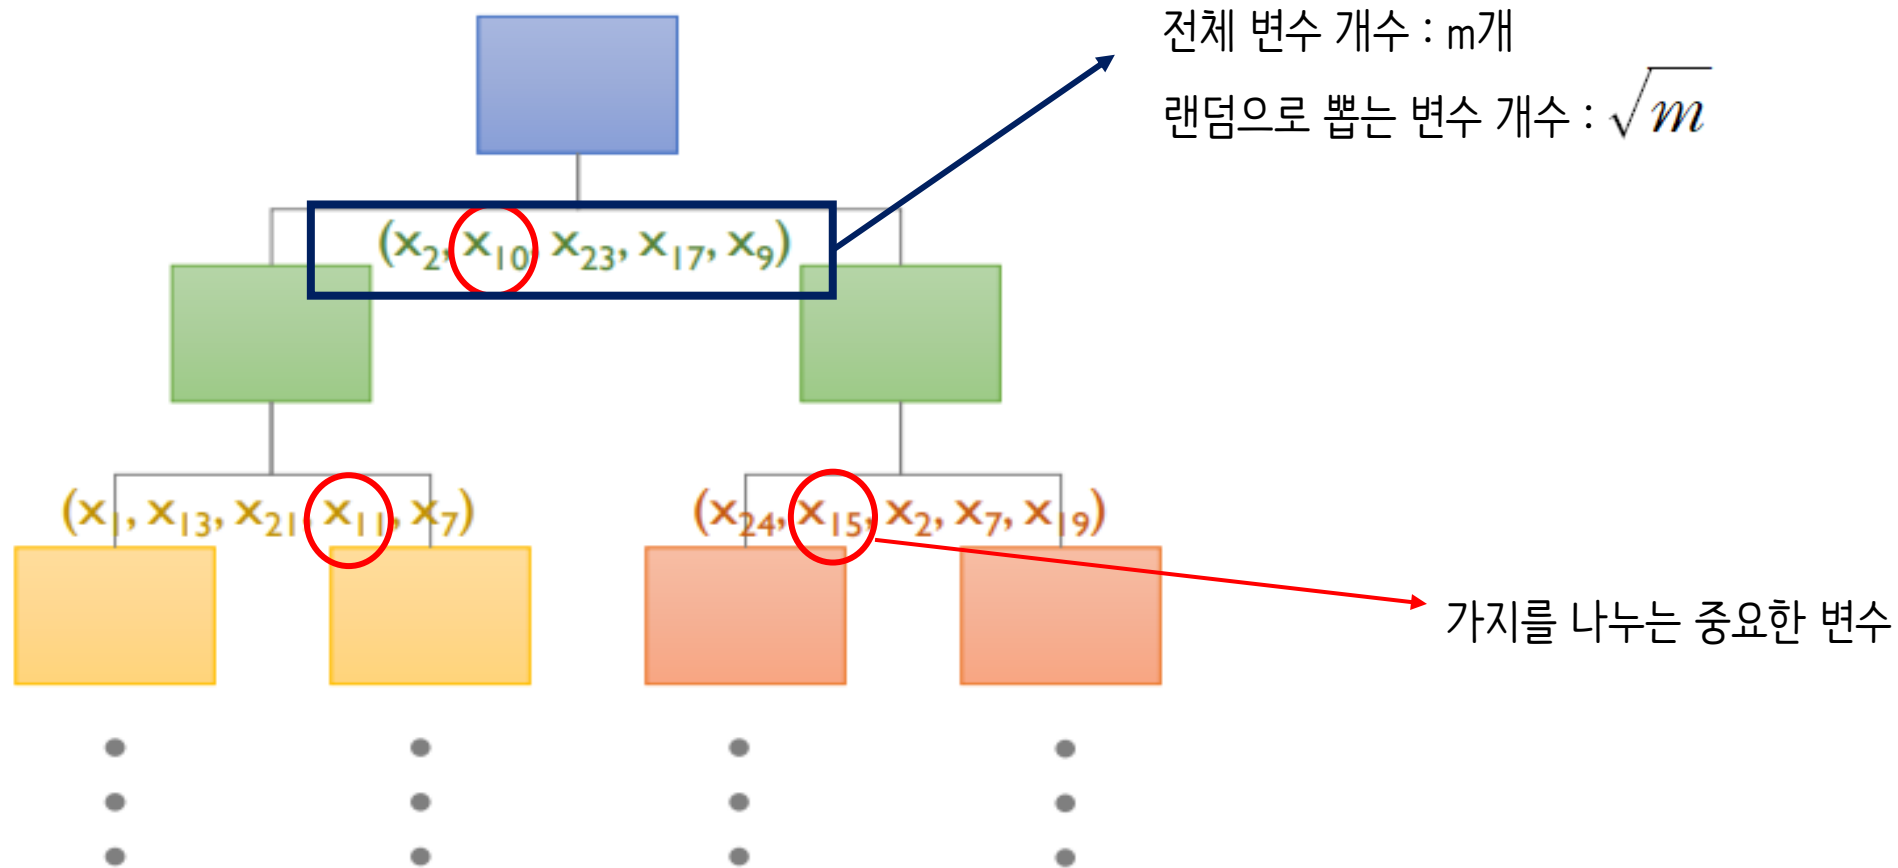 전체 변수 개수 : m개
랜덤으로 뽑는 변수 개수 : √m
(x₂, x₁₀, x₂₃, x₁₇, x₉)
(x₁, x₁₃, x₂₁, x₁₁, x₇)
(x₂₄, x₁₅, x₂, x₇, x₁₉)
가지를 나누는 중요한 변수